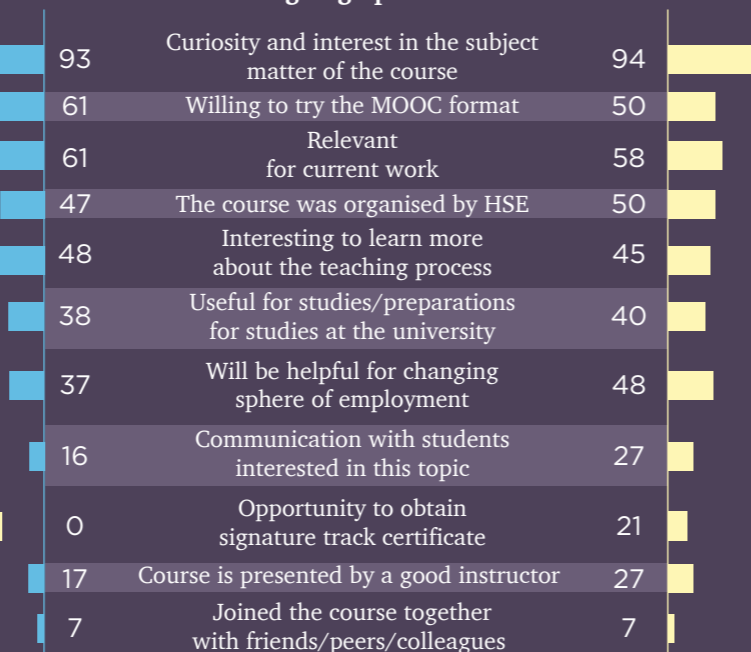 93 Curiosity and interest in the subject 94
matter of the course
61 Willing to try the MOOC format 50
Relevant
61 for current work 58
47 The course was organised by HSE 50
Interesting to learn more
48 about the teaching process 45
Useful for studies/preparations
38 for studies at the university 40
Will be helpful for changing
37 sphere of employment 48
Communication with students
16 interested in this topic 27
Opportunity to obtain
0 signature track certificate 21
17 Course is presented by a good instructor 27
Joined the course together
7 with friends/peers/colleagues 7